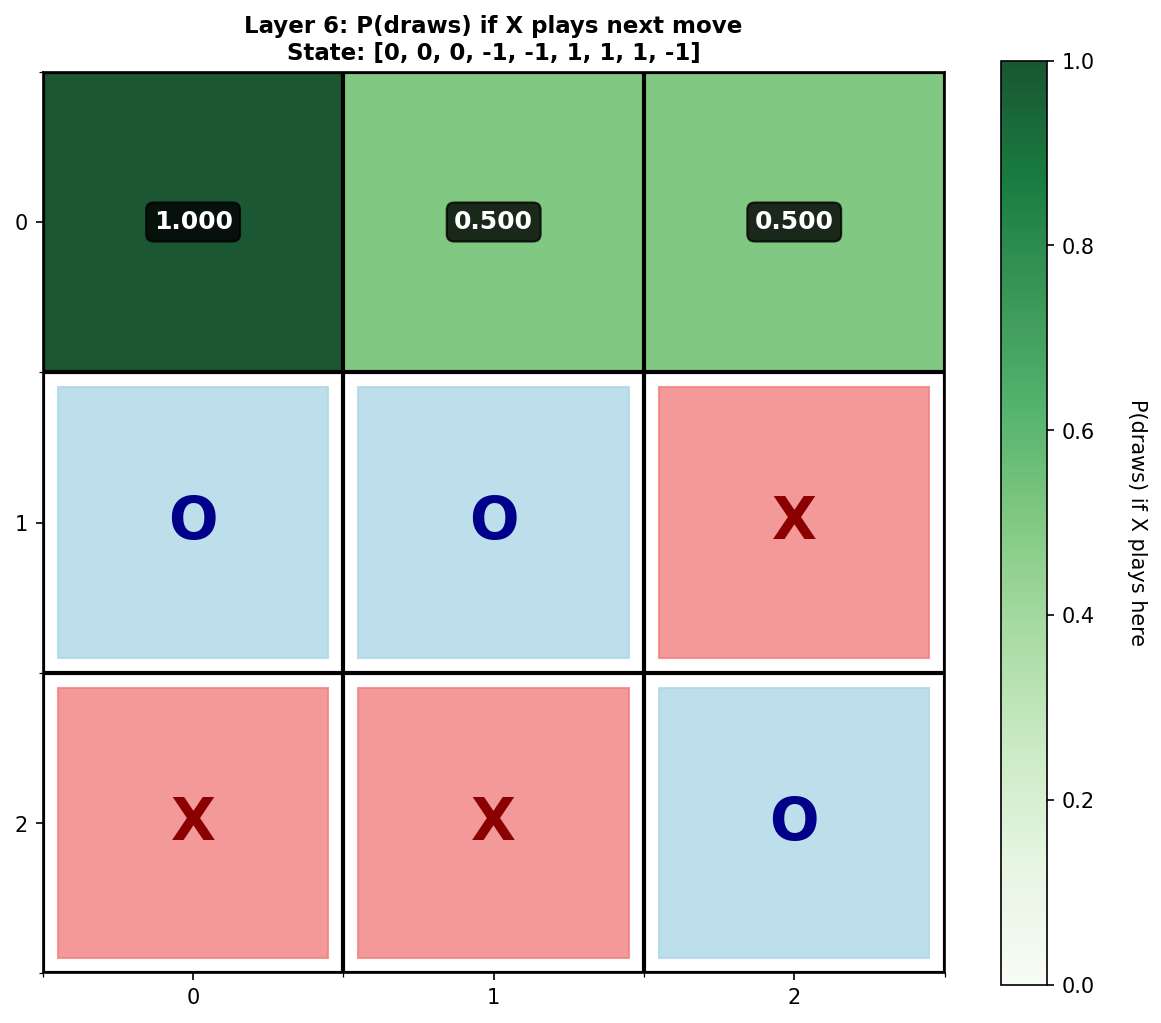 Layer 6: P(draws) if X plays next move
State: [0, 0, 0, -1, -1, 1, 1, 1, -1]
0
1.000
0.500
0.500
1
O
O
X
2
X
X
O
0
1
2
1.0
0.8
0.6
0.4
0.2
0.0
P(draws) if X plays here